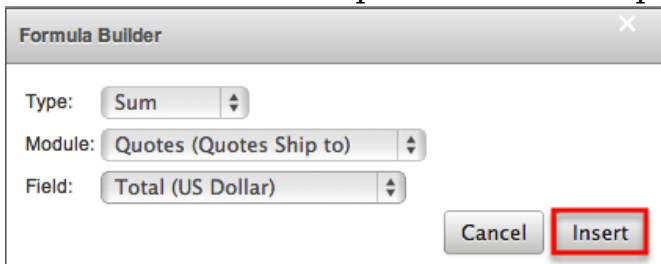 Formula Builder
Type: Sum
Module: Quotes (Quotes Ship to)
Field: Total (US Dollar)
Cancel Insert